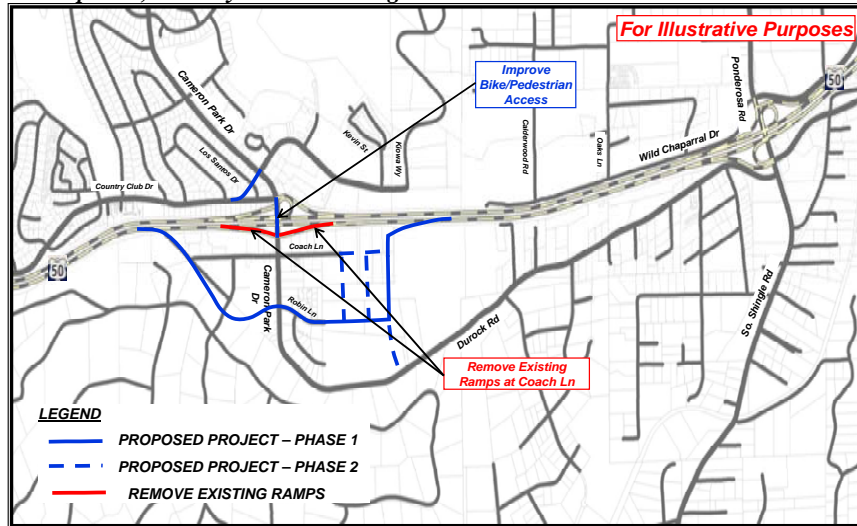 For Illustrative Purposes
50
Ponderosa Rd
Improve
Bike/Pedestrian
Access
Cameron Park Dr
Kevin St
Kiowa Wy
Calderwood Rd
Oaks Ln
Wild Chaparral Dr
Los Santos Dr
Country Club Dr
Coach Ln
50
Cameron Park
Dr
Robin Ln
Durock Rd
So. Shingle Rd
Remove Existing
Ramps at Coach Ln
LEGEND
PROPOSED PROJECT – PHASE 1
PROPOSED PROJECT – PHASE 2
REMOVE EXISTING RAMPS